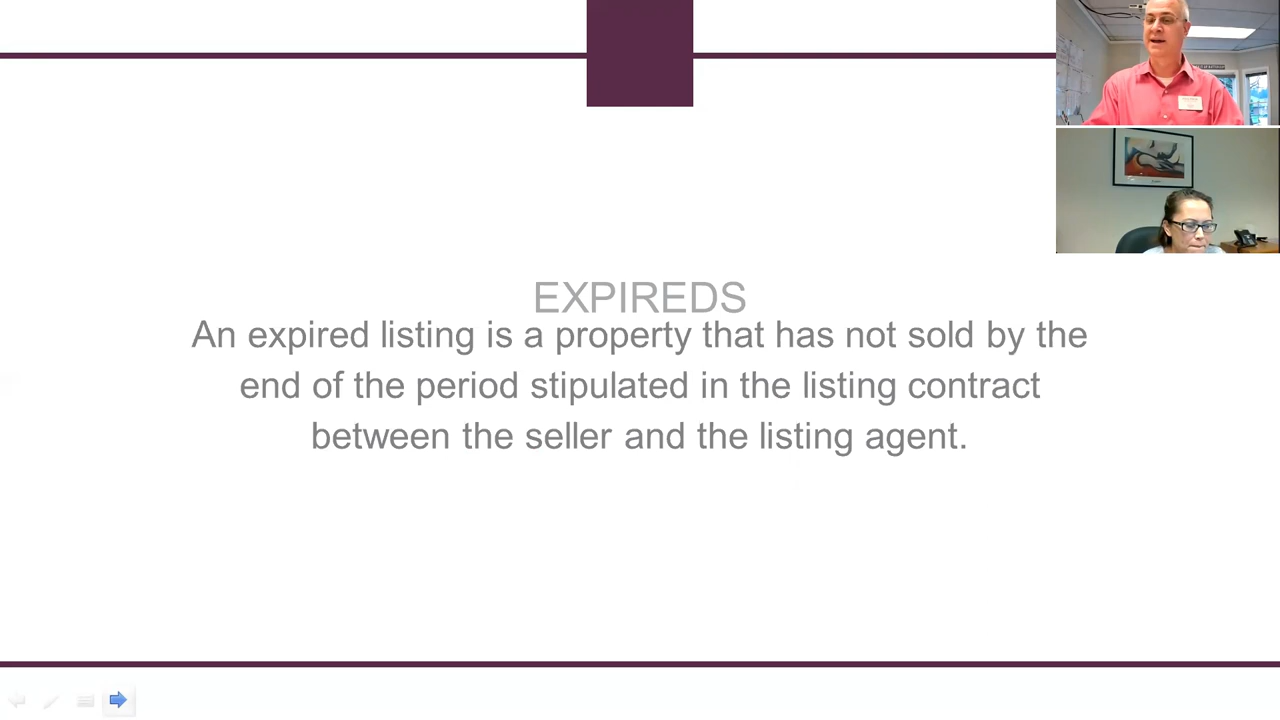 EXPIREDS
An expired listing is a property that has not sold by the
end of the period stipulated in the listing contract
between the seller and the listing agent.